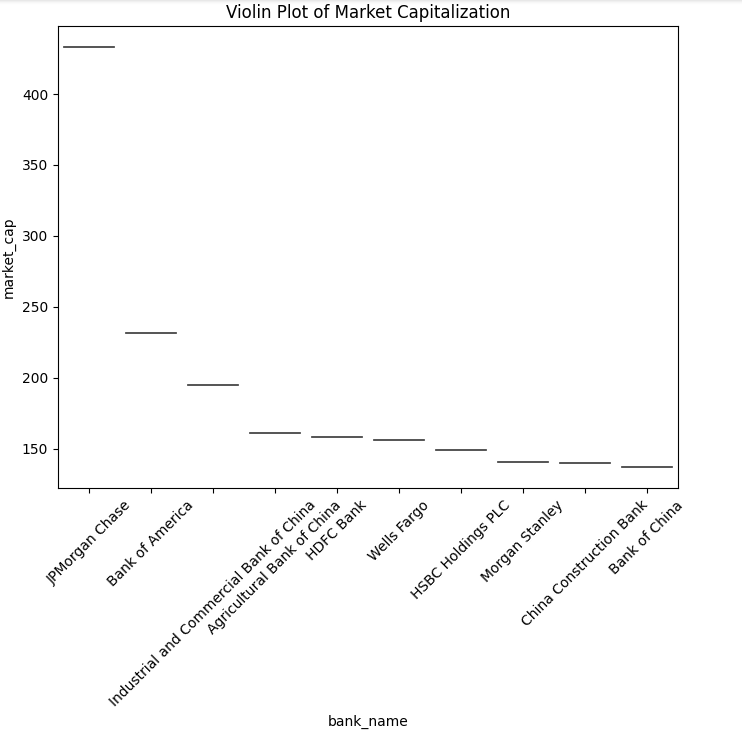 Violin Plot of Market Capitalization
market_cap
400
350
300
250
200
150
JPMorgan Chase
Bank of America
Industrial and Commercial Bank of China
Agricultural Bank of China
HDFC Bank
Wells Fargo
HSBC Holdings PLC
Morgan Stanley
China Construction Bank
Bank of China
bank_name